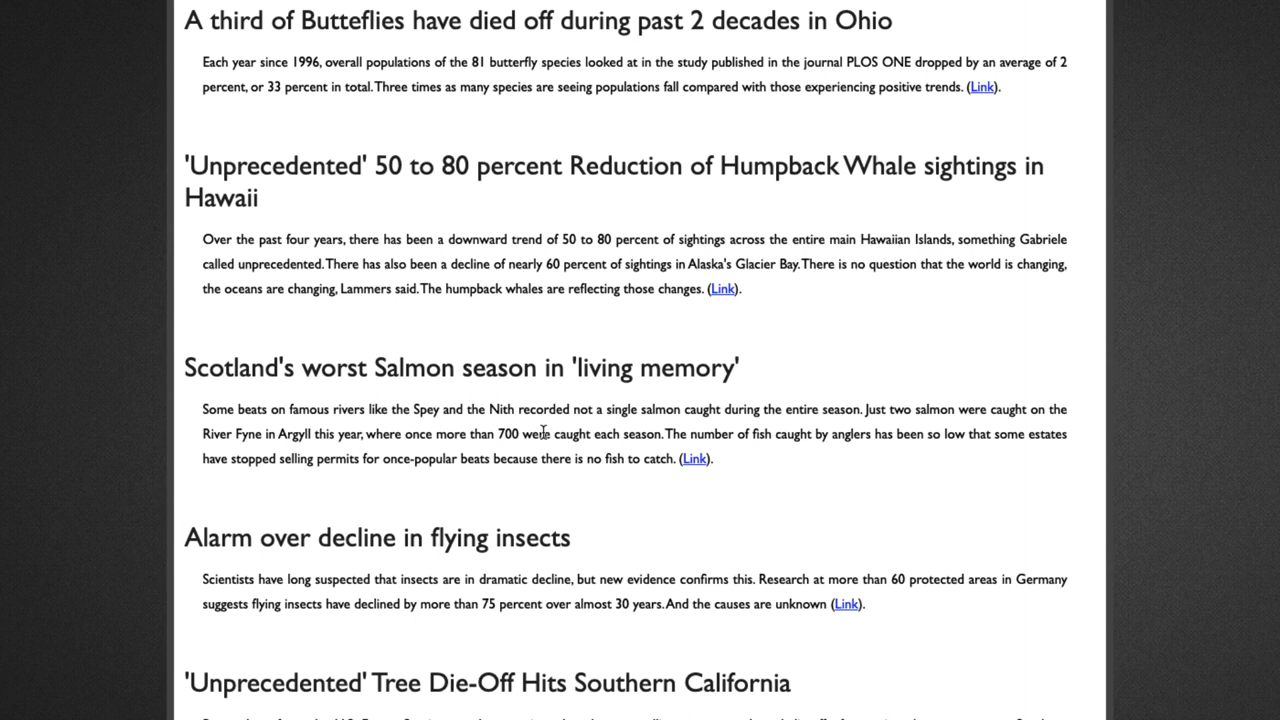 A third of Buteflies have died off during past 2 decades in Ohio
Each year since 1996, overall populations of the 81 butterfly species looked at in the study published in the journal PLOS ONE dropped by an average of 2
percent, or 33 percent in total. Three times as many species are seeing populations fall compared with those experiencing positive trends. (Link).
'Unprecedented' 50 to 80 percent Reduction of Humpback Whale sightings in
Hawaii
Over the past four years, there has been a downward trend of 50 to 80 percent of sightings across the entire main Hawaiian Islands, something Gabriele
called unprecedented. There has also been a decline of nearly 60 percent of sightings in Alaska's Glacier Bay. There is no question that the world is changing,
the oceans are changing, Lammers said. The humpback whales are reflecting those changes. (Link).
Scotland's worst Salmon season in 'living memory'
Some beats on famous rivers like the Spey and the Nith recorded not a single salmon caught during the entire season. Just two salmon were caught on the
River Fyne in Argyll this year, where once more than 700 were caught each season. The number of fish caught by anglers has been so low that some estates
have stopped selling permits for once-popular beats because there is no fish to catch. (Link).
Alarm over decline in flying insects
Scientists have long suspected that insects are in dramatic decline, but new evidence confirms this. Research at more than 60 protected areas in Germany
suggests flying insects have declined by more than 75 percent over almost 30 years. And the causes are unknown (Link).
'Unprecedented' Tree Die-Off Hits Southern California